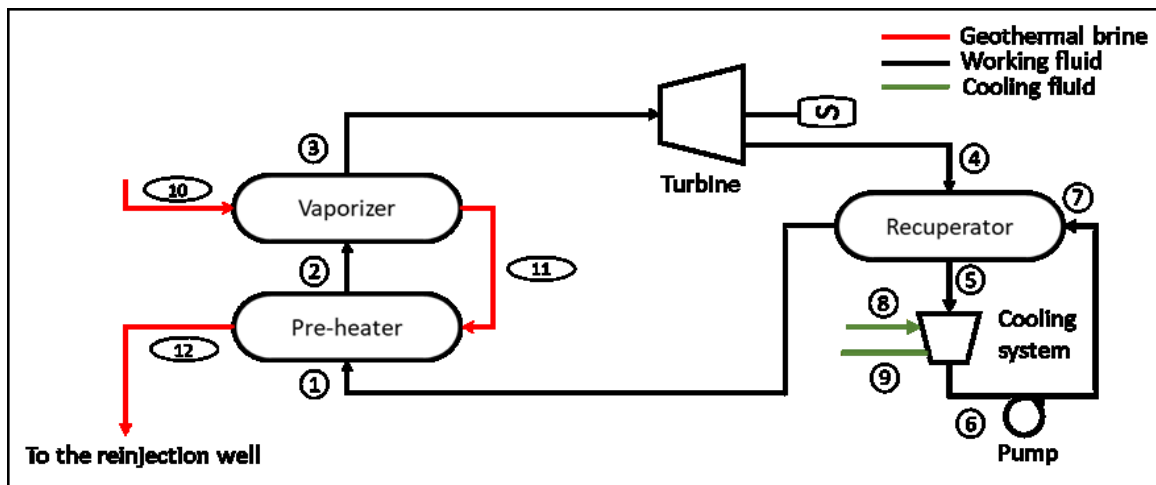 Geothermal brine
Working fluid
Cooling fluid
S
3
4
Turbine
10
Vaporizer
7
Recuperator
2
11
5
8
Pre-heater
Cooling
system
12
9
1
6
To the reinjection well
Pump